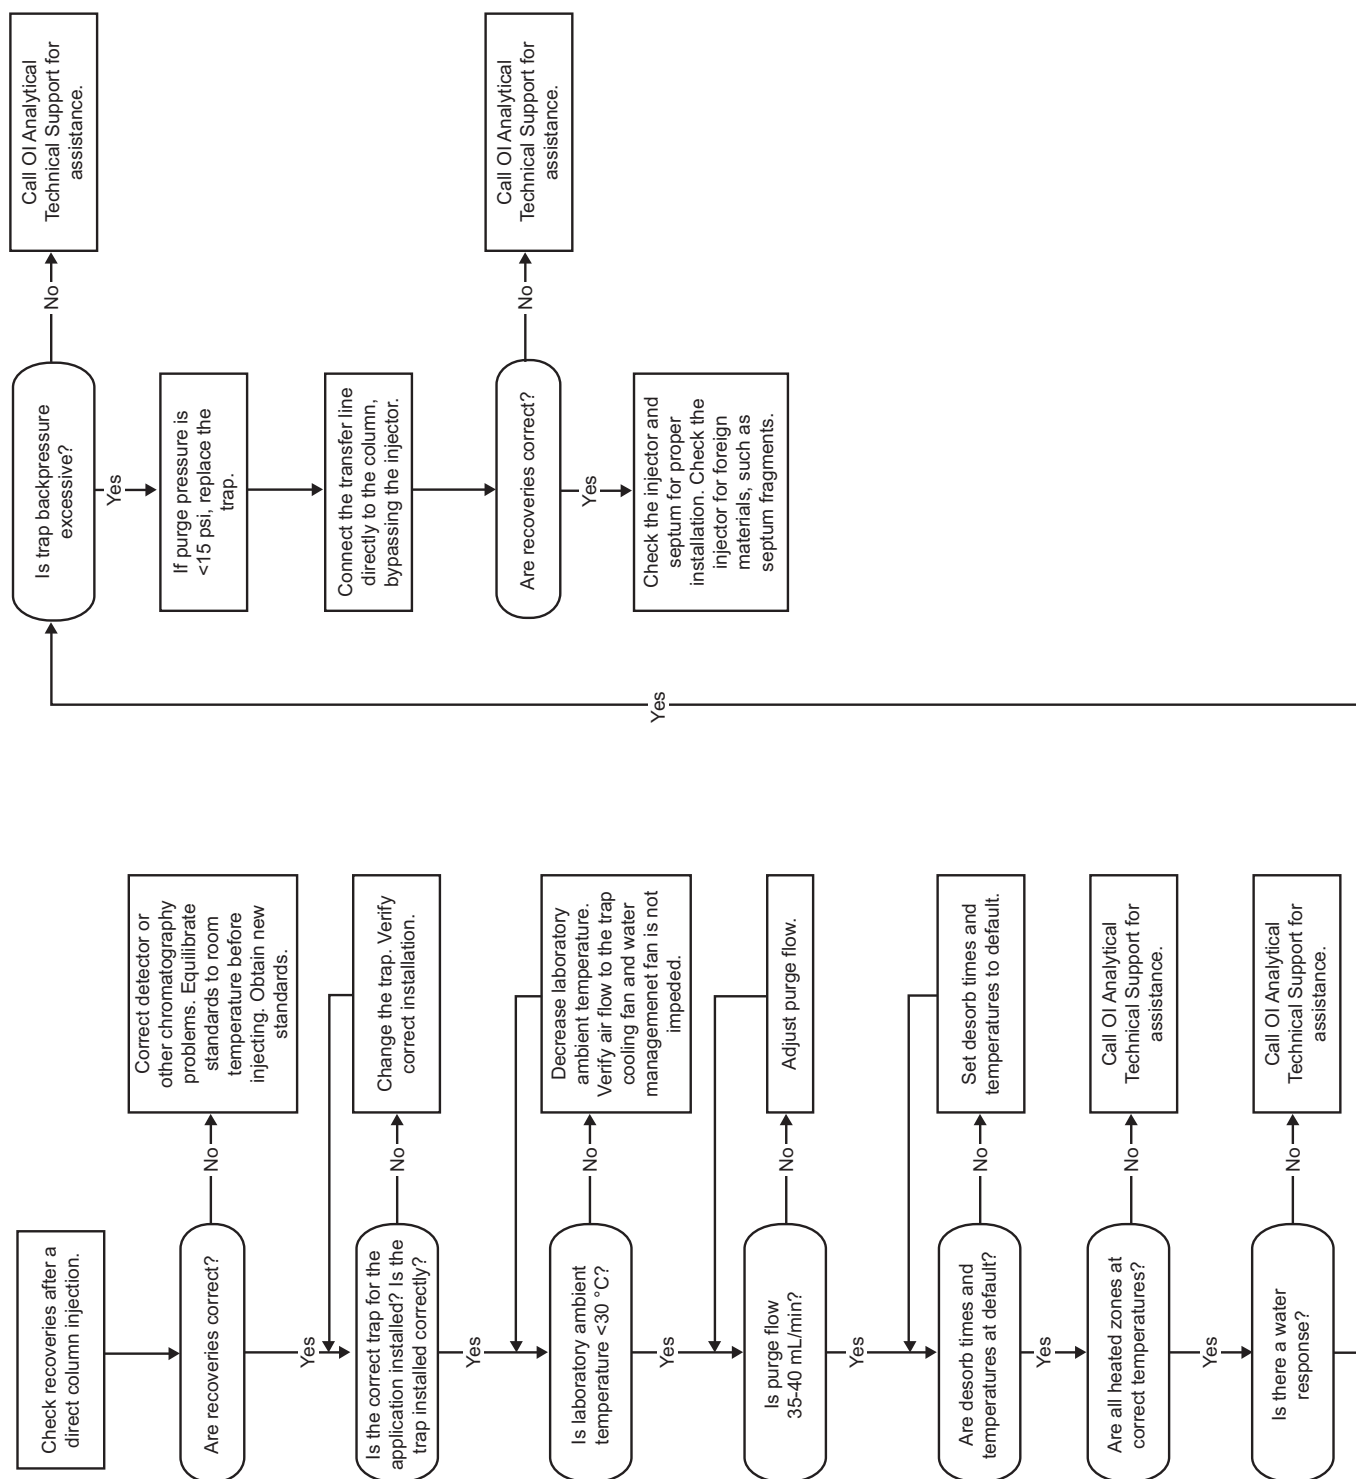 Check recoveries after a
direct column injection.
Are recoveries correct?
No
Correct detector or
other chromatography
problems. Equilibrate
standards to room
temperature before
injecting. Obtain new
standards.
Yes
Is the correct trap for the
application installed? Is the
trap installed correctly?
No
Change the trap. Verify
correct installation.
Yes
Is laboratory ambient
temperature <30 °C?
No
Decrease laboratory
ambient temperature.
Verify air flow to the trap
cooling fan and water
managemenet fan is not
impeded.
Yes
Is purge flow
35-40 mL/min?
No
Adjust purge flow.
Yes
Are desorb times and
temperatures at default?
No
Set desorb times and
temperatures to default.
Yes
Are all heated zones at
correct temperatures?
No
Call OI Analytical
Technical Support for
assistance.
Yes
Is there a water
response?
No
Call OI Analytical
Technical Support for
assistance.
Yes
Is trap backpressure
excessive?
No
Call OI Analytical
Technical Support for
assistance.
Yes
If purge pressure is
<15 psi, replace the
trap.
Connect the transfer line
directly to the column,
bypassing the injector.
Are recoveries correct?
No
Call OI Analytical
Technical Support for
assistance.
Yes
Check the injector and
septum for proper
installation. Check the
injector for foreign
materials, such as
septum fragments.